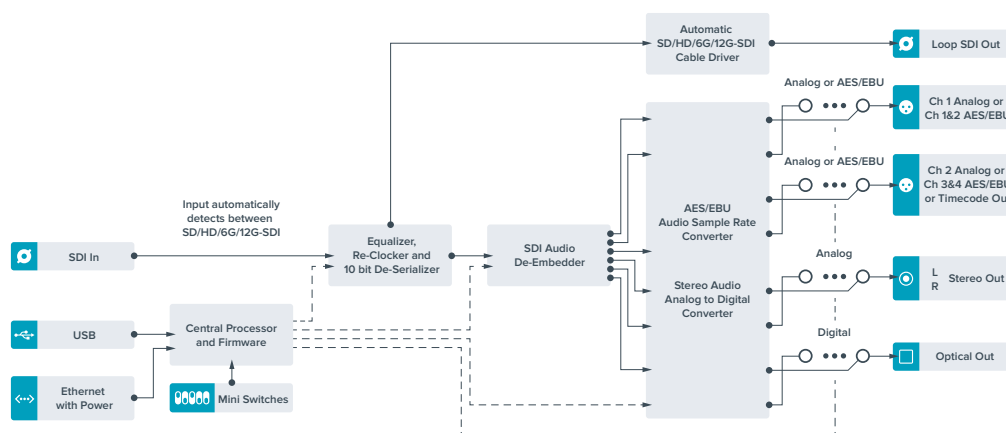 Automatic
SD/HD/6G/12G-SDI
Cable Driver
Loop SDI Out
Analog or AES/EBU
Ch 1 Analog or
Ch 1&2 AES/EBU
Analog or AES/EBU
Ch 2 Analog or
Ch 3&4 AES/EBU
or Timecode Ou
Input automatically
detects between
SD/HD/6G/12G-SDI
AES/EBU
Audio Sample Rate
Converter
SDI In
Equalizer,
Re-Clocker and
10 bit De-Serializer
SDI Audio
De-Embedder
Stereo Audio
Analog to Digital
Converter
Analog
L
R
Stereo Out
USB
Central Processor
and Firmware
Digital
Optical Out
Ethernet
with Power
Mini Switches